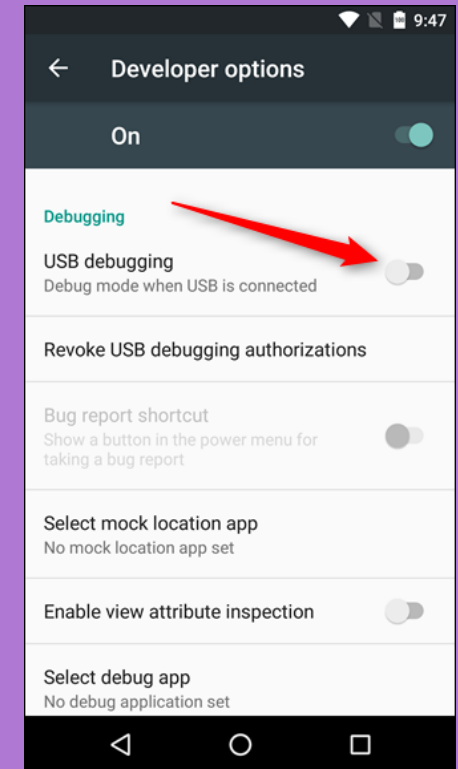 100 9:47
Developer options
On
Debugging
USB debugging
Debug mode when USB is connected
Revoke USB debugging authorizations
Bug report shortcut
Show a button in the power menu for
taking a bug report
Select mock location app
No mock location app set
Enable view attribute inspection
Select debug app
No debug application set